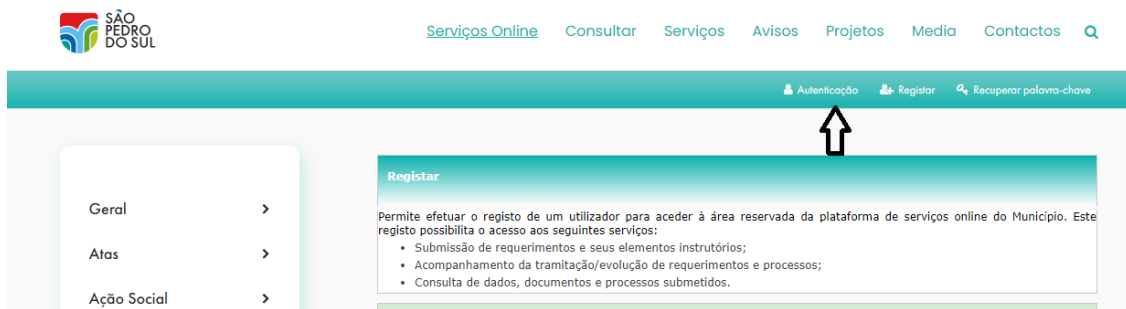 SÃO
PEDRO
DO SUL
Serviços Online Consultar Serviços Avisos Projetos Media Contactos
Autenticação Registar Recuperar palavra-chave
Registar
Permite efetuar o registo de um utilizador para aceder à área reservada da plataforma de serviços online do Município. Este
registo possibilita o acesso aos seguintes serviços:
• Submissão de requerimentos e seus elementos instrutórios;
• Acompanhamento da tramitação/evolução de requerimentos e processos;
• Consulta de dados, documentos e processos submetidos.
Geral
Atas
Ação Social